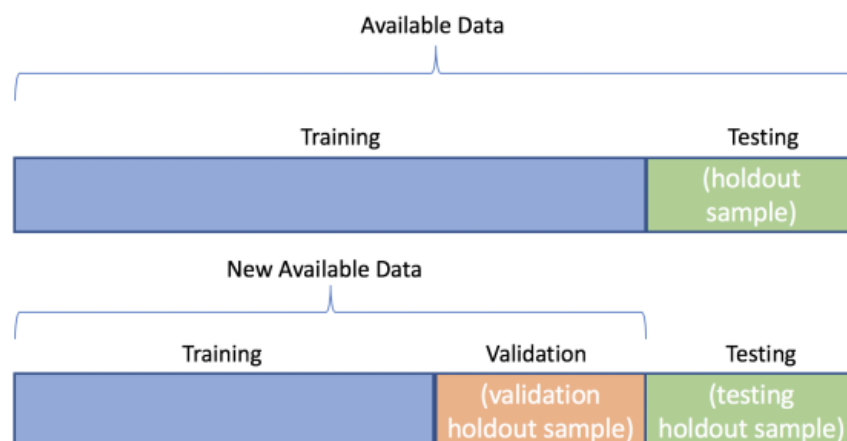 Available Data
Training
Testing
(holdout
sample)
New Available Data
Training
Validation
Testing
(validation
holdout sample)
(testing
holdout sample)